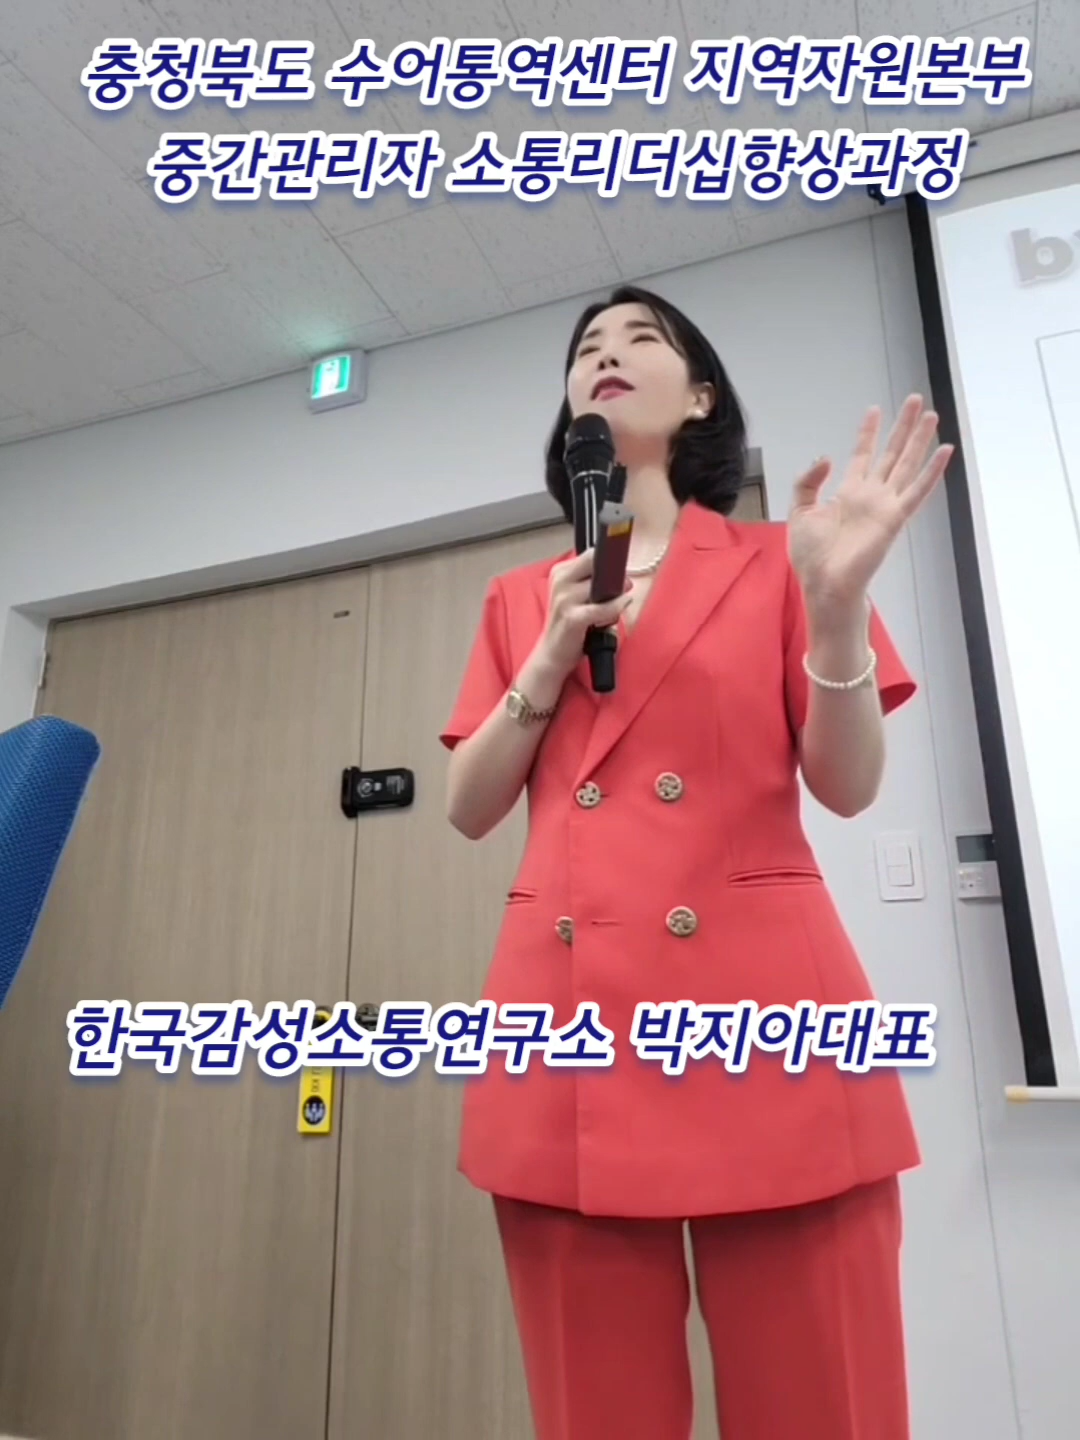 충청북도 수어통역센터 지역자원본부
중간관리자 소통리더십향상과정
한국감성소통연구소 박지아대표